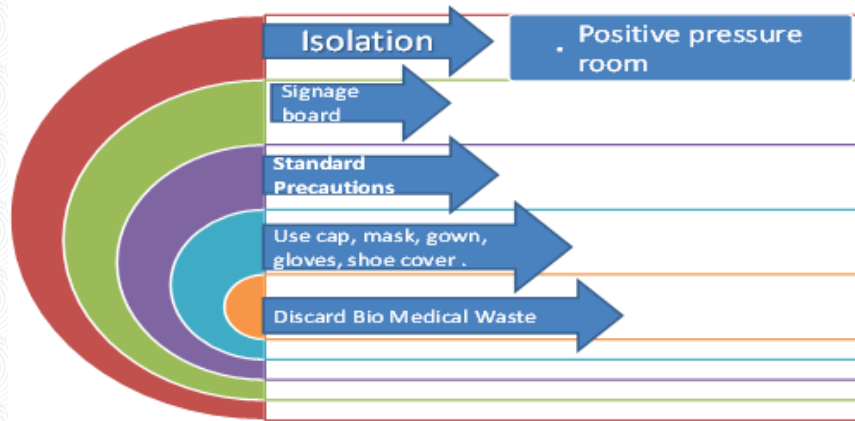 Isolation
• Positive pressure
room
Signage
board
Standard
Precautions
Use cap, mask, gown,
gloves, shoe cover .
Discard Bio Medical Waste